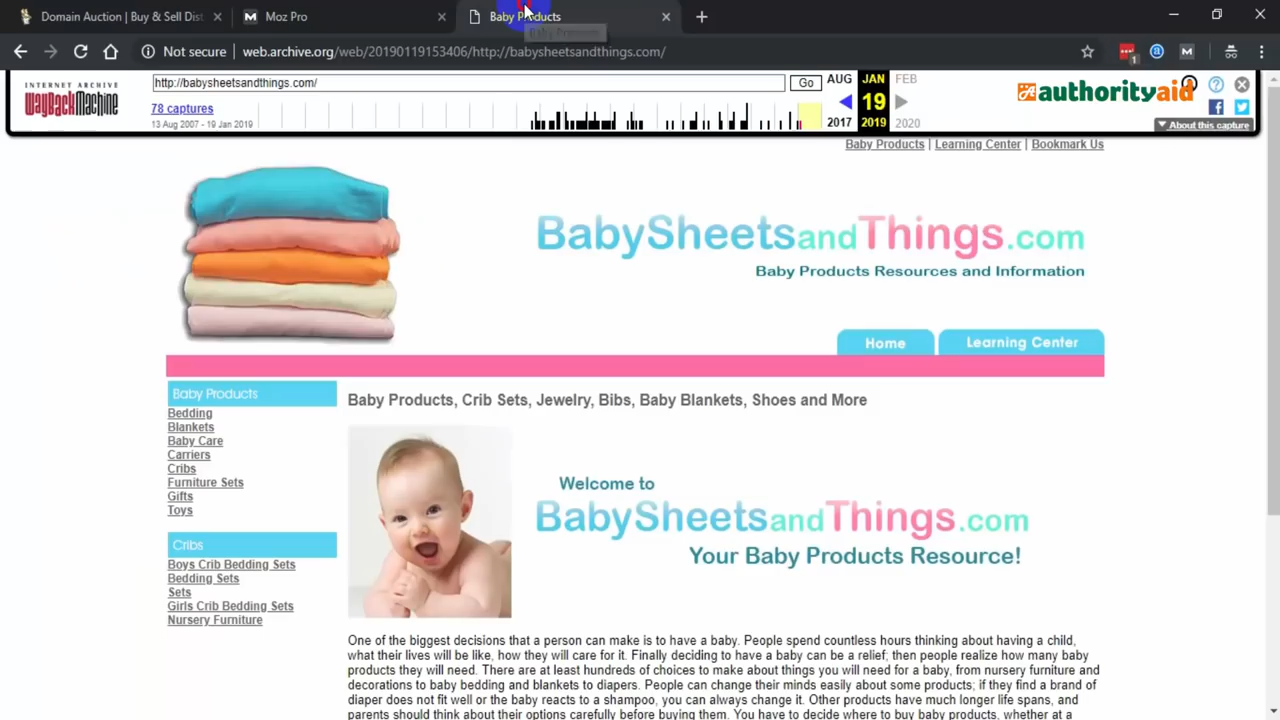 Domain Auction | Buy & Sell Dist
Moz Pro
Baby Products
Not secure | web.archive.org/web/20190119153406/http://babysheetsandthings.com/
1
INTERNET ARCHIVE
WayBackMachine
http://babysheetsandthings.com/
Go
AUG
JAN
FEB
78 captures
13 Aug 2007 - 19 Jan 2019
19
2017
2019
2020
authorityaid
About this capture
Baby Products | Learning Center | Bookmark Us
BabySheetsandThings.com
Baby Products Resources and Information
Home
Learning Center
Baby Products
Bedding
Blankets
Baby Care
Carriers
Cribs
Furniture Sets
Gifts
Toys
Cribs
Boys Crib Bedding Sets
Bedding Sets
Sets
Girls Crib Bedding Sets
Nursery Furniture
Baby Products, Crib Sets, Jewelry, Bibs, Baby Blankets, Shoes and More
Welcome to
BabySheetsandThings.com
Your Baby Products Resource!
One of the biggest decisions that a person can make is to have a baby. People spend countless hours thinking about having a child,
what their lives will be like, how they will care for it. Finally deciding to have a baby can be a relief; then people realize how many baby
products they will need. There are at least hundreds of choices to make about things you will need for a baby, from nursery furniture and
decorations to baby bedding and blankets to diapers. People can change their minds easily about some products; if they find a brand of
diaper does not fit well or the baby reacts to a shampoo, you can always change it. Other products have much longer life spans, and
parents should think about their options carefully before buying them. You have to decide where to buy baby products, whether at a